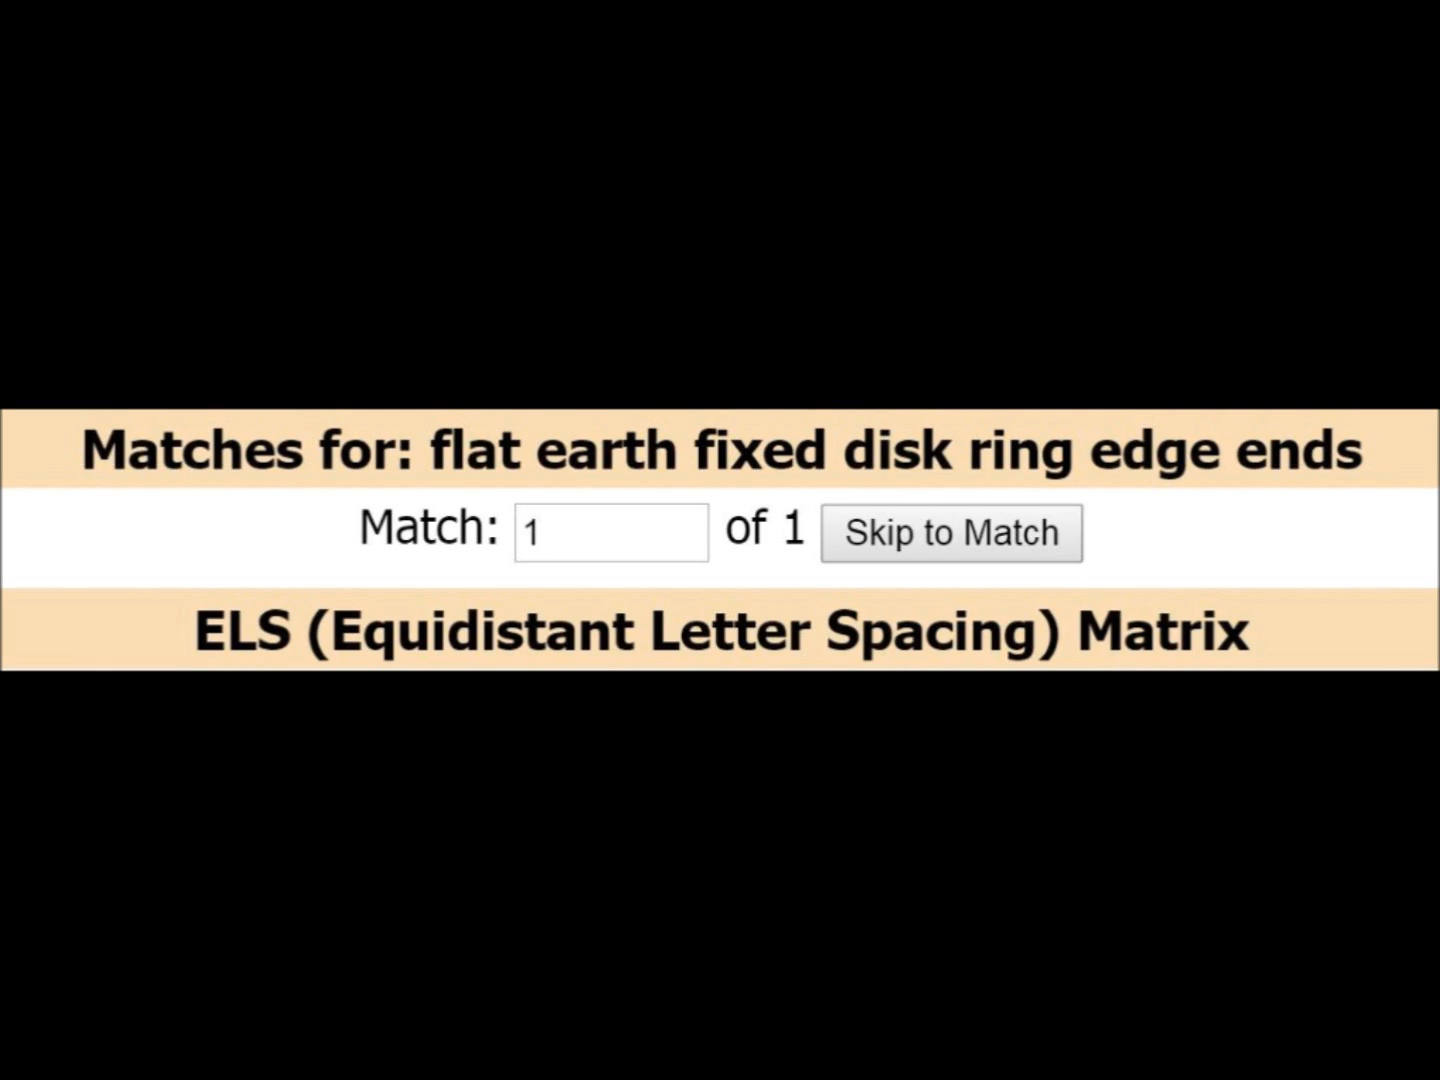 Matches for: flat earth fixed disk ring edge ends
Match: 1 of 1 Skip to Match
ELS (Equidistant Letter Spacing) Matrix